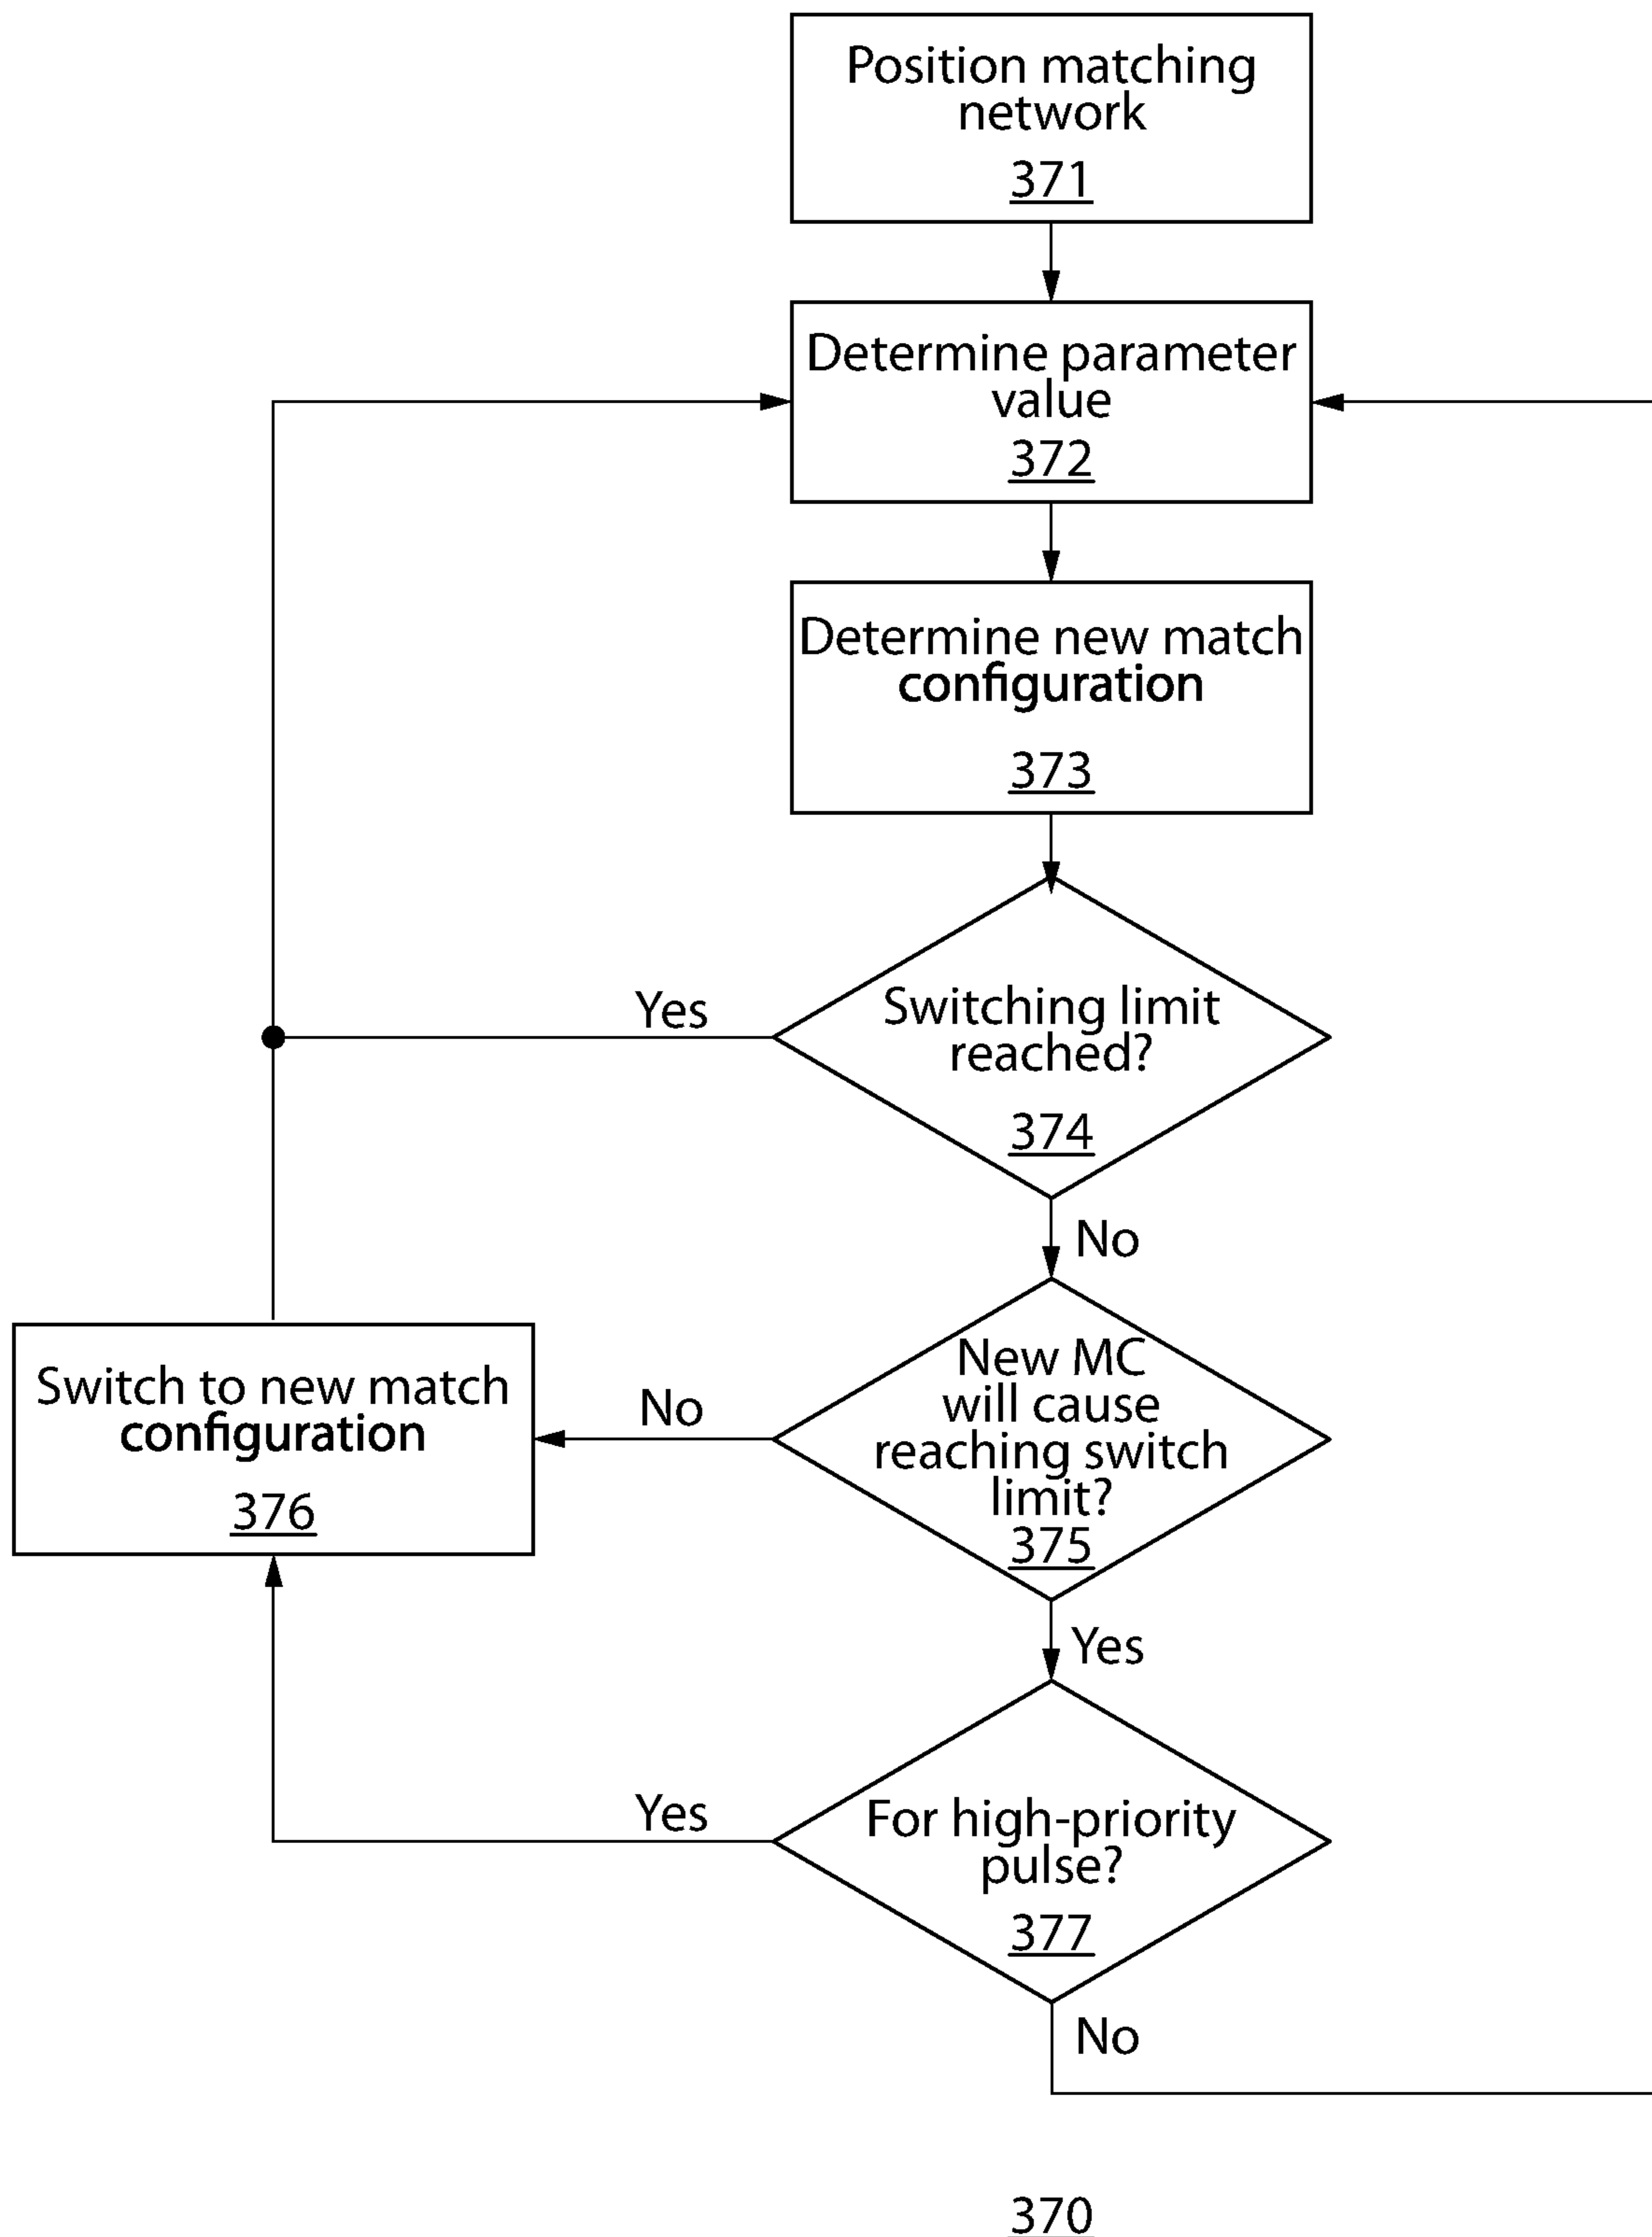 Position matching
network
371
Determine parameter
value
372
Determine new match
configuration
373
Switching limit
reached?
374
Yes
No
New MC
will cause
reaching switch
limit?
375
No
Switch to new match
configuration
376
Yes
For high-priority
pulse?
377
Yes
No
370